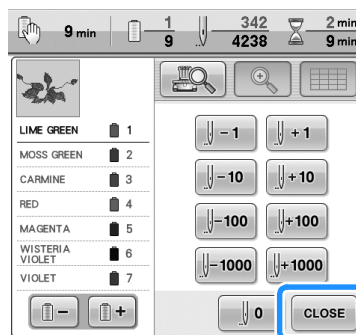 9 min
1
9
342
4238
2 min
9 min
LIME GREEN 1
MOSS GREEN 2
CARMINE 3
RED 4
MAGENTA 5
WISTERIA
VIOLET 6
VIOLET 7
-1 +1
-10 +10
-100 +100
-1000 +1000
- +
0
CLOSE